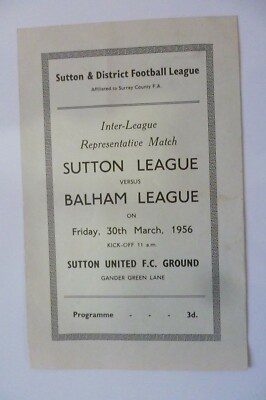 Sutton & District Football League
Affiliated to Surrey County F.A.
Inter-League
Representative Match
SUTTON LEAGUE
VERSUS
BALHAM LEAGUE
ON
Friday, 30th March, 1956
KICK-OFF 11 a.m.
SUTTON UNITED F.C. GROUND
GANDER GREEN LANE
Programme - - - 3d.